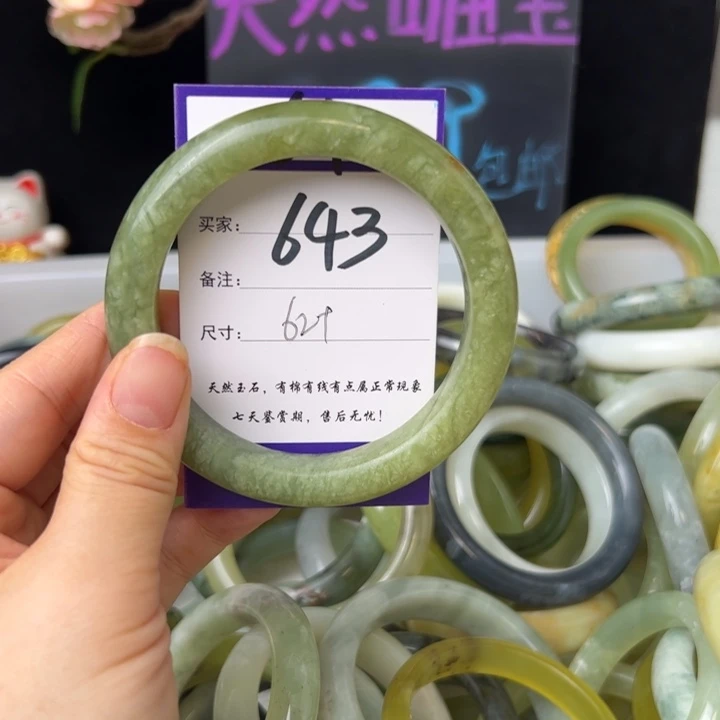 天然岫玉
包邮
买家: 643
备注:
尺寸: 62↑
天然玉石，有棉有线有点属正常现象
七天鉴赏期，售后无忧！